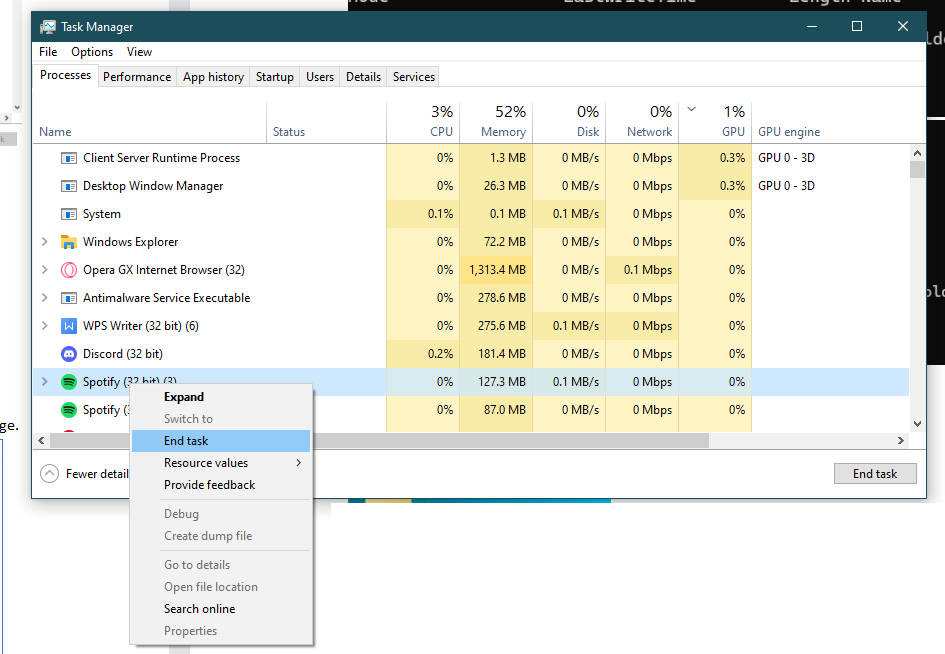 LastWriteTime Length Name
Task Manager
File Options View
Processes Performance App history Startup Users Details Services
3% 52% 0% 0% 1%
Name Status CPU Memory Disk Network GPU GPU engine
Client Server Runtime Process 0% 1.3 MB 0 MB/s 0 Mbps 0.3% GPU 0 - 3D
Desktop Window Manager 0% 26.3 MB 0 MB/s 0 Mbps 0.3% GPU 0 - 3D
System 0.1% 0.1 MB 0.1 MB/s 0 Mbps 0%
Windows Explorer 0% 72.2 MB 0 MB/s 0 Mbps 0%
Opera GX Internet Browser (32) 0% 1,313.4 MB 0 MB/s 0.1 Mbps 0%
Antimalware Service Executable 0% 278.6 MB 0 MB/s 0 Mbps 0%
WPS Writer (32 bit) (6) 0% 275.6 MB 0.1 MB/s 0 Mbps 0%
Discord (32 bit) 0.2% 181.4 MB 0 MB/s 0 Mbps 0%
Spotify (32 bit) (3) 0% 127.3 MB 0.1 MB/s 0 Mbps 0%
Spotify (3 0% 87.0 MB 0 MB/s 0 Mbps 0%
ge.
Fewer detail
End task
Expand
Switch to
End task
Resource values
Provide feedback
Debug
Create dump file
Go to details
Open file location
Search online
Properties